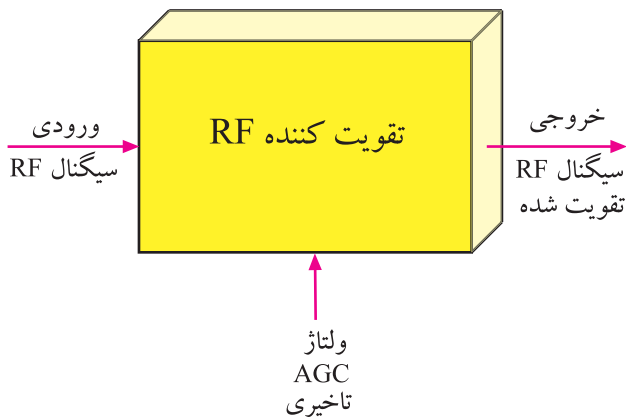 تقویت کننده RF
ورودی
سیگنال RF
خروجی
سیگنال RF
تقویت شده
ولتاژ
AGC
تاخیری